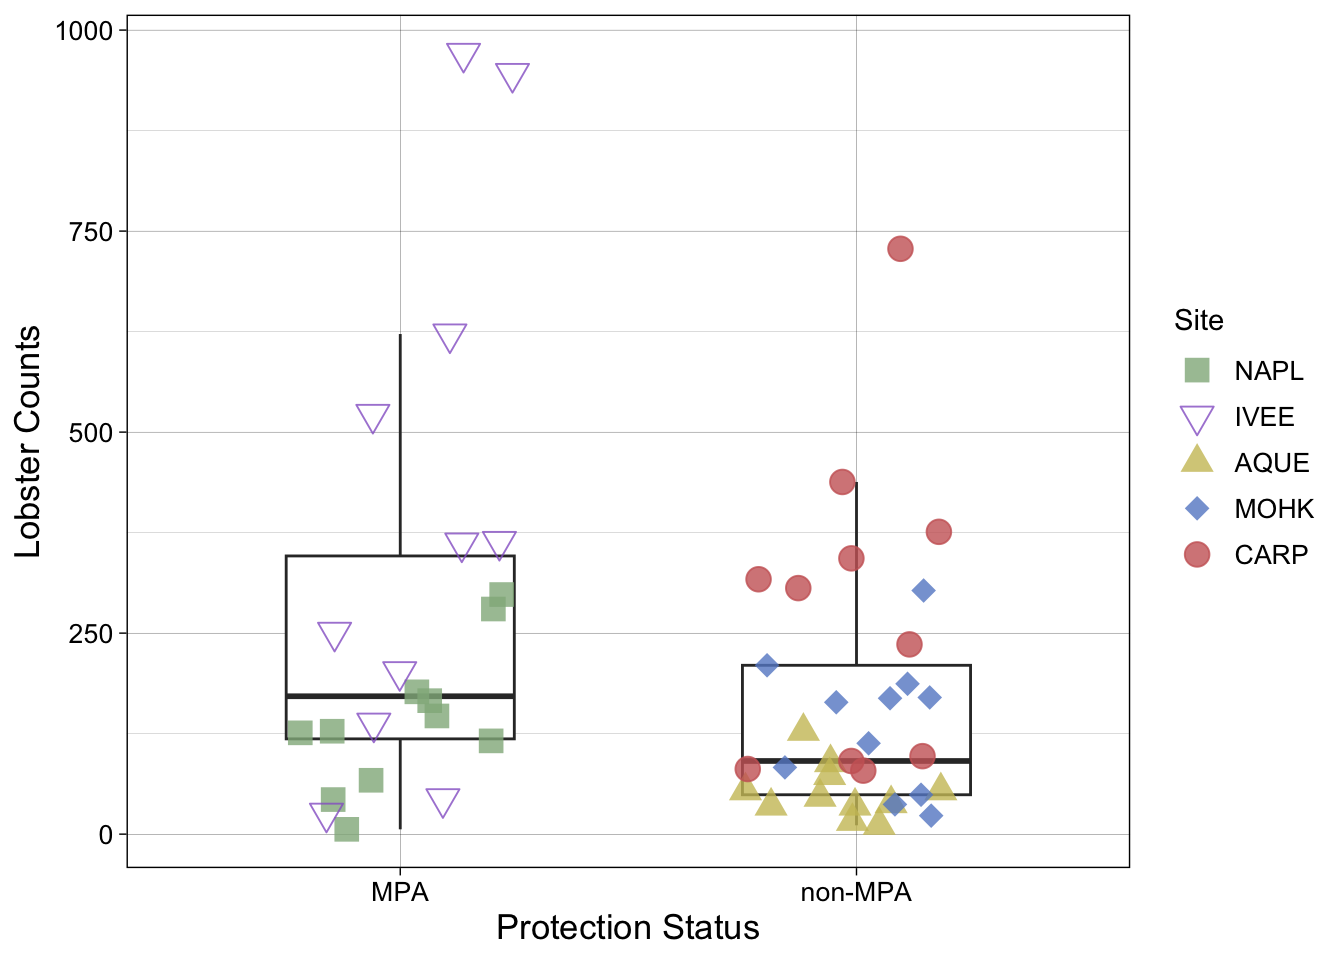 1000
750
500
250
0
Lobster Counts
MPA
non-MPA
Protection Status
Site
NAPL
IVEE
AQUE
MOHK
CARP